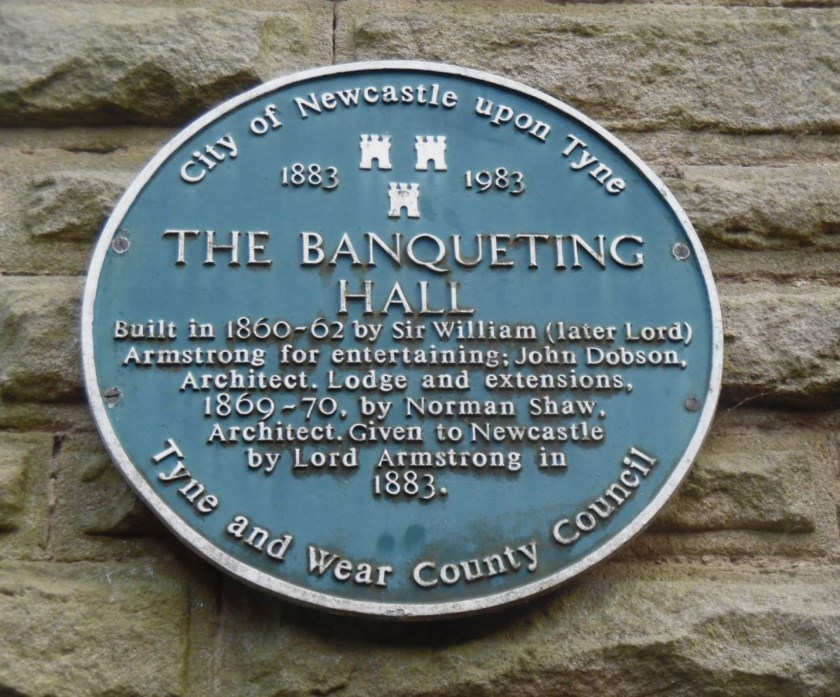 City of Newcastle upon Tyne
1883 1983
THE BANQUETING
HALL
Built in 1860~62 by Sir William (later Lord)
Armstrong for entertaining; John Dobson,
Architect. Lodge and extensions,
1869~70, by Norman Shaw,
Architect. Given to Newcastle
by Lord Armstrong in
1883.
Tyne and Wear County Council